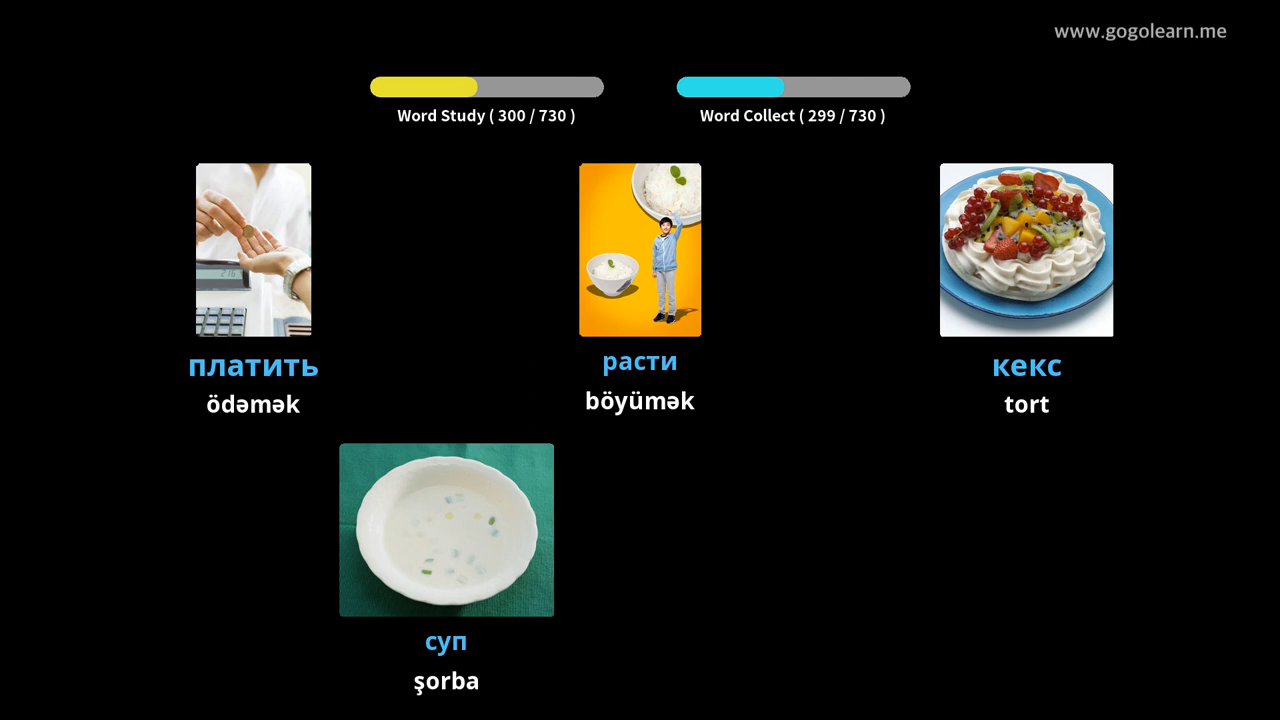 www.gogolearn.me
Word Study ( 300 / 730 )
Word Collect ( 299 / 730 )
платить
ödəmək
расти
böyümək
кекс
tort
суп
şorba